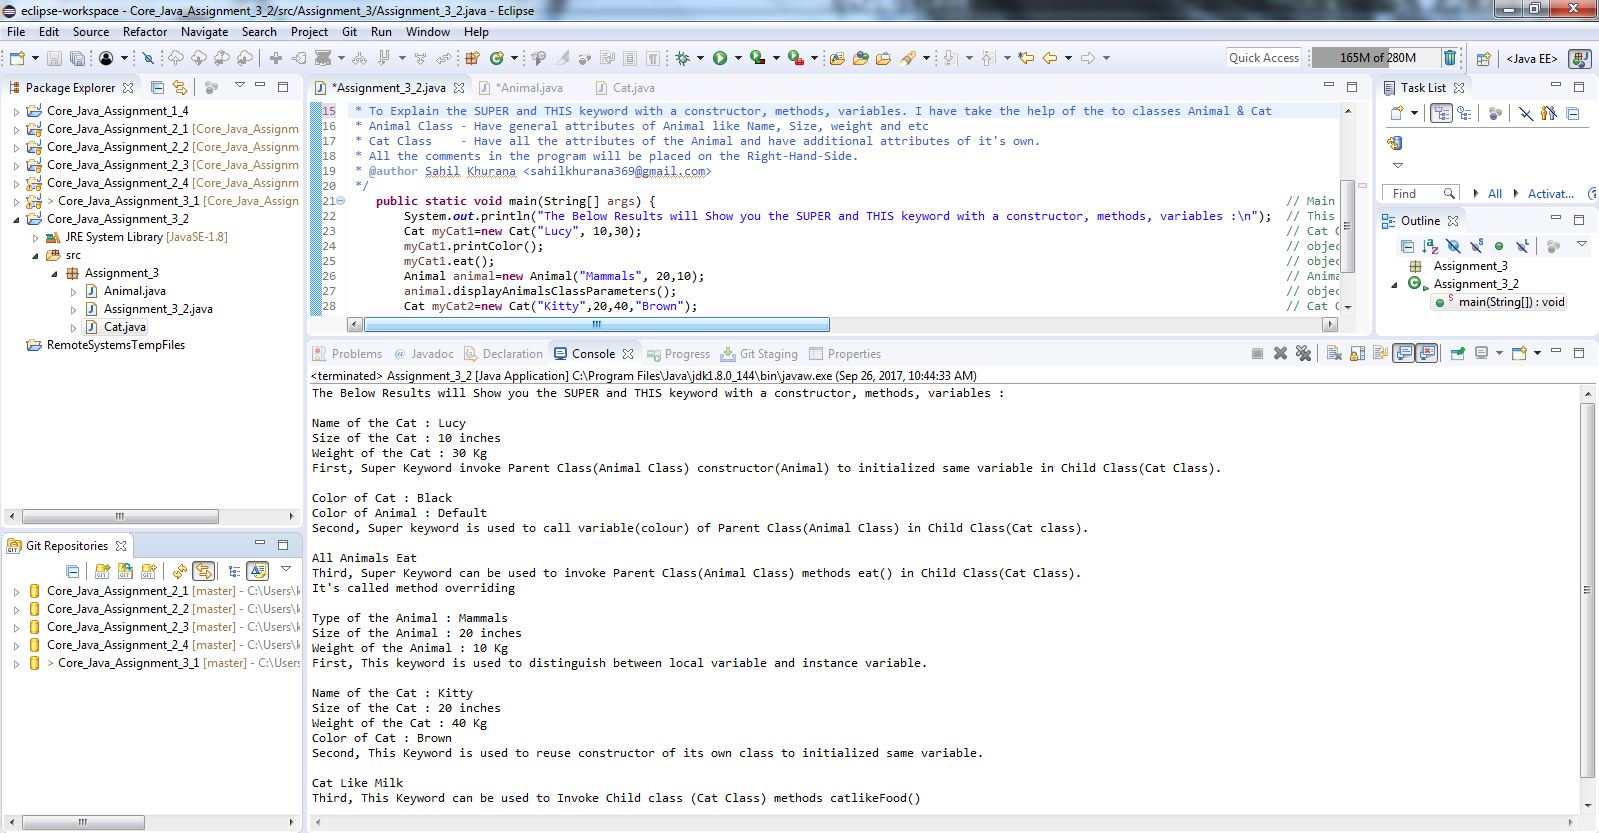 eclipse-workspace - Core_Java_Assignment_3_2/src/Assignment_3/Assignment_3_2.java - Eclipse
File Edit Source Refactor Navigate Search Project Git Run Window Help
Quick Access
165M of 280M
<Java EE>
Package Explorer
Core_Java_Assignment_1_4
Core_Java_Assignment_2_1 [Core_Java_Assignm
Core_Java_Assignment_2_2 [Core_Java_Assignm
Core_Java_Assignment_2_3 [Core_Java_Assignm
Core_Java_Assignment_2_4 [Core_Java_Assignm
> Core_Java_Assignment_3_1 [Core_Java_Assign
Core_Java_Assignment_3_2
JRE System Library [JavaSE-1.8]
src
Assignment_3
Animal.java
Assignment_3_2.java
Cat.java
RemoteSystemsTempFiles
*Assignment_3_2.java *Animal.java Cat.java
15 * To Explain the SUPER and THIS keyword with a constructor, methods, variables. I have take the help of the to classes Animal & Cat
16 * Animal Class - Have general attributes of Animal like Name, Size, weight and etc
17 * Cat Class    - Have all the attributes of the Animal and have additional attributes of it's own.
18 * All the comments in the program will be placed on the Right-Hand-Side.
19 * @author Sahil Khurana <sahilkhurana369@gmail.com>
20 */
21 public static void main(String[] args) { // Main
22 System.out.println("The Below Results will Show you the SUPER and THIS keyword with a constructor, methods, variables :\n"); // This
23 Cat myCat1=new Cat("Lucy", 10,30); // Cat C
24 myCat1.printColor(); // objec
25 myCat1.eat(); // objec
26 Animal animal=new Animal("Mammals", 20,10); // Anima
27 animal.displayAnimalsClassParameters(); // objec
28 Cat myCat2=new Cat("Kitty",20,40,"Brown"); // Cat C
Task List
Find All Activat...
Outline
Assignment_3
Assignment_3_2
main(String[]) : void
Problems @ Javadoc Declaration Console Progress Git Staging Properties
<terminated> Assignment_3_2 [Java Application] C:\Program Files\Java\jdk1.8.0_144\bin\javaw.exe (Sep 26, 2017, 10:44:33 AM)
The Below Results will Show you the SUPER and THIS keyword with a constructor, methods, variables :
Name of the Cat : Lucy
Size of the Cat : 10 inches
Weight of the Cat : 30 Kg
First, Super Keyword invoke Parent Class(Animal Class) constructor(Animal) to initialized same variable in Child Class(Cat Class).
Color of Cat : Black
Color of Animal : Default
Second, Super keyword is used to call variable(colour) of Parent Class(Animal Class) in Child Class(Cat class).
All Animals Eat
Third, Super Keyword can be used to invoke Parent Class(Animal Class) methods eat() in Child Class(Cat Class).
It's called method overriding
Type of the Animal : Mammals
Size of the Animal : 20 inches
Weight of the Animal : 10 Kg
First, This keyword is used to distinguish between local variable and instance variable.
Name of the Cat : Kitty
Size of the Cat : 20 inches
Weight of the Cat : 40 Kg
Color of Cat : Brown
Second, This Keyword is used to reuse constructor of its own class to initialized same variable.
Cat Like Milk
Third, This Keyword can be used to Invoke Child class (Cat Class) methods catlikeFood()
Git Repositories
Core_Java_Assignment_2_1 [master] - C:\Users\k
Core_Java_Assignment_2_2 [master] - C:\Users\k
Core_Java_Assignment_2_3 [master] - C:\Users\k
Core_Java_Assignment_2_4 [master] - C:\Users\k
> Core_Java_Assignment_3_1 [master] - C:\Users